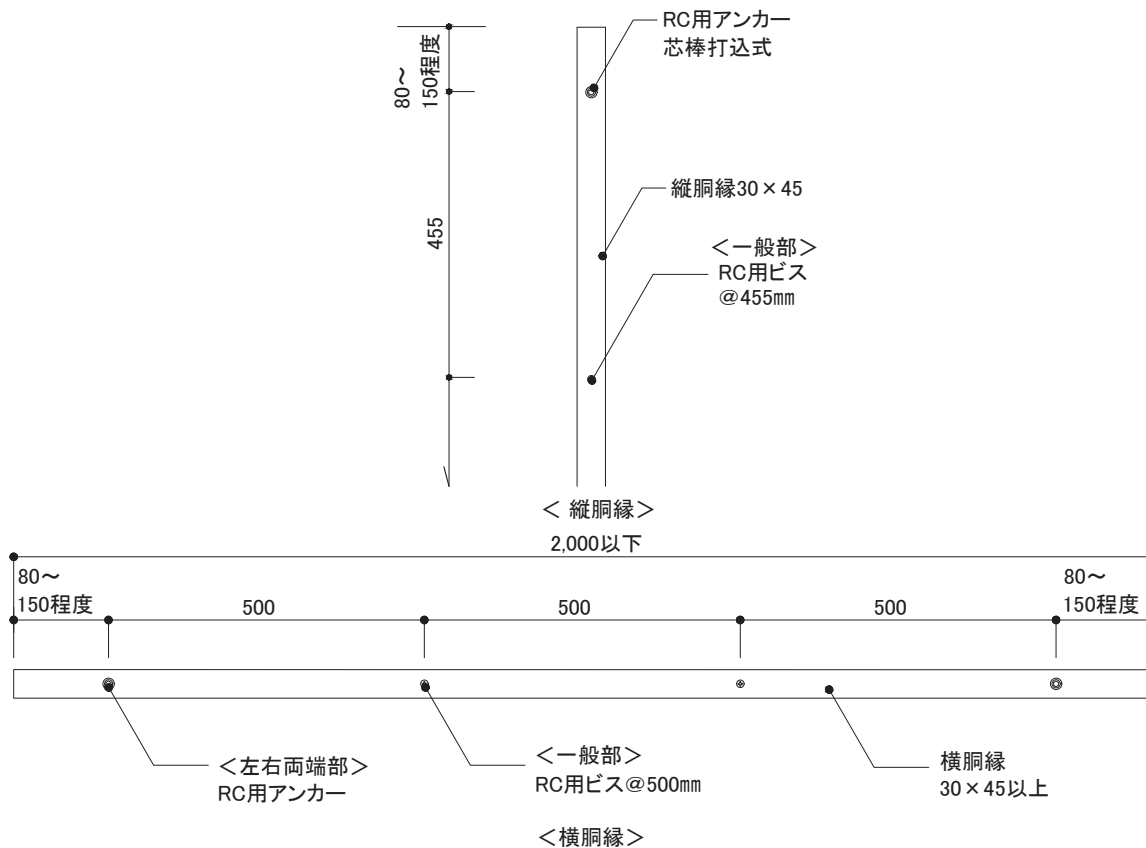 RC用アンカー
芯棒打込式
80～
150程度
縦胴縁30×45
455
＜一般部＞
RC用ビス
@455㎜
＜ 縦胴縁＞
2,000以下
80～
150程度
500
500
500
80～
150程度
＜左右両端部＞
RC用アンカー
＜一般部＞
RC用ビス@500㎜
横胴縁
30×45以上
＜横胴縁＞